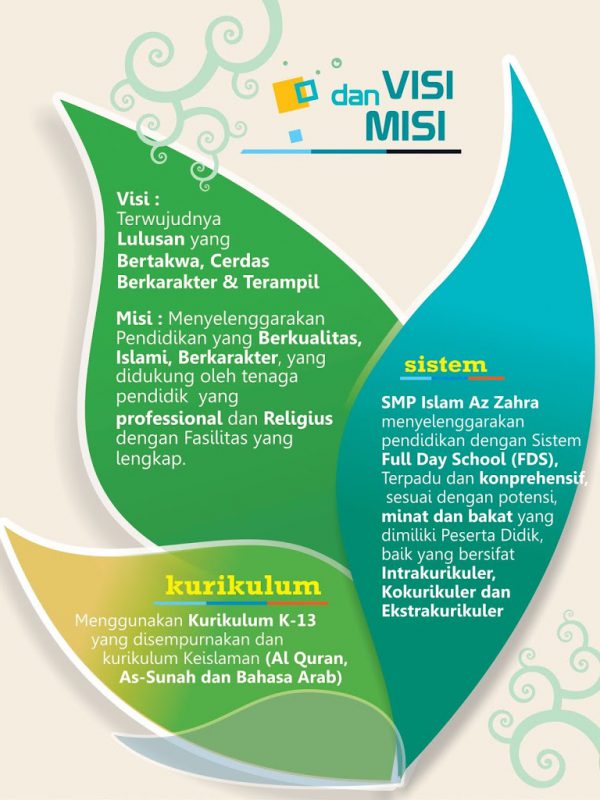 dan VISI
MISI
Visi :
Terwujudnya
Lulusan yang
Bertakwa, Cerdas
Berkarakter & Terampil
Misi : Menyelenggarakan
Pendidikan yang Berkualitas,
Islami, Berkarakter, yang
didukung oleh tenaga
pendidik yang
professional dan Religius
dengan Fasilitas yang
lengkap.
sistem
SMP Islam Az Zahra
menyelenggarakan
pendidikan dengan Sistem
Full Day School (FDS),
Terpadu dan konprehensif,
sesuai dengan potensi,
minat dan bakat yang
dimiliki Peserta Didik,
baik yang bersifat
Intrakurikuler,
Kokurikuler dan
Ekstrakurikuler
kurikulum
Menggunakan Kurikulum K-13
yang disempurnakan dan
kurikulum Keislaman (Al Quran,
As-Sunah dan Bahasa Arab)